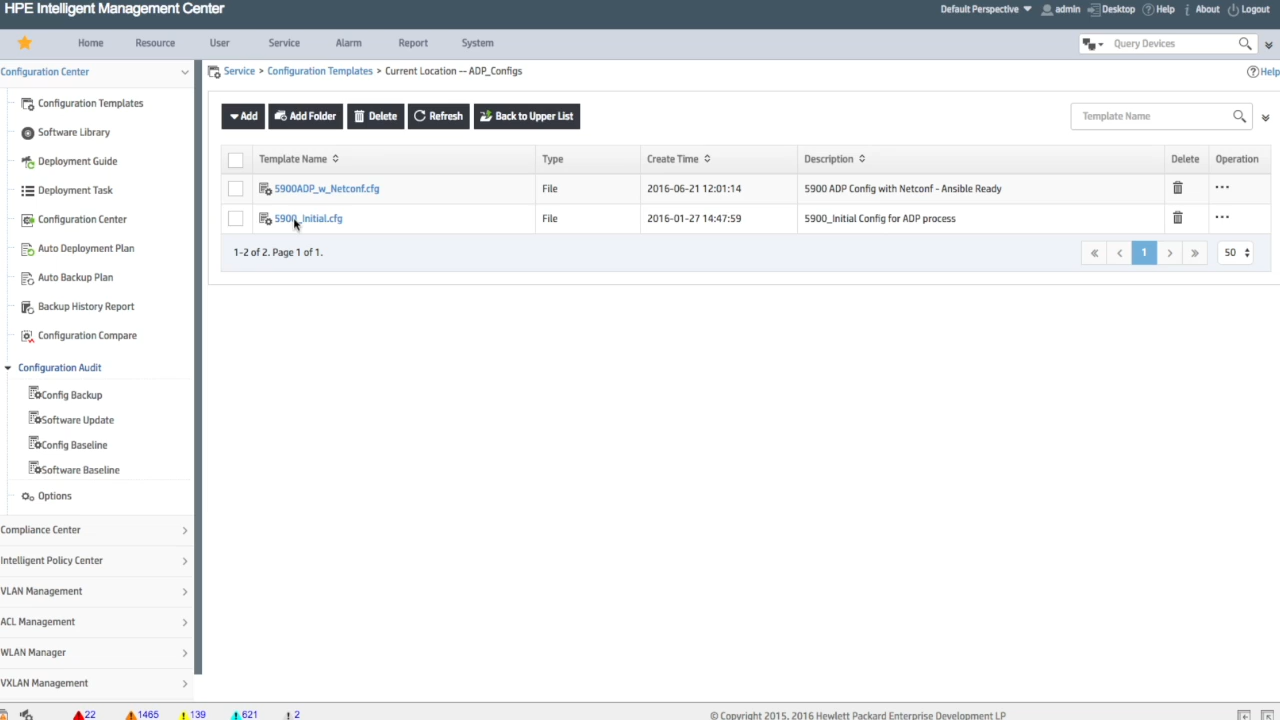 HPE Intelligent Management Center
Default Perspective admin Desktop Help About Logout
Home Resource User Service Alarm Report System
Query Devices
Configuration Center
Service > Configuration Templates > Current Location -- ADP_Configs
Help
Configuration Templates
Software Library
Deployment Guide
Deployment Task
Configuration Center
Auto Deployment Plan
Auto Backup Plan
Backup History Report
Configuration Compare
Configuration Audit
Config Backup
Software Update
Config Baseline
Software Baseline
Options
Compliance Center
Intelligent Policy Center
VLAN Management
ACL Management
WLAN Manager
VXLAN Management
Add Add Folder Delete Refresh Back to Upper List
Template Name
Template Name Type Create Time Description Delete Operation
5900ADP_w_Netconf.cfg File 2016-06-21 12:01:14 5900 ADP Config with Netconf - Ansible Ready
5900_Initial.cfg File 2016-01-27 14:47:59 5900_Initial Config for ADP process
1-2 of 2. Page 1 of 1.
« ‹ 1 › » 50
22 1465 139 621 2
© Copyright 2015, 2016 Hewlett Packard Enterprise Development LP